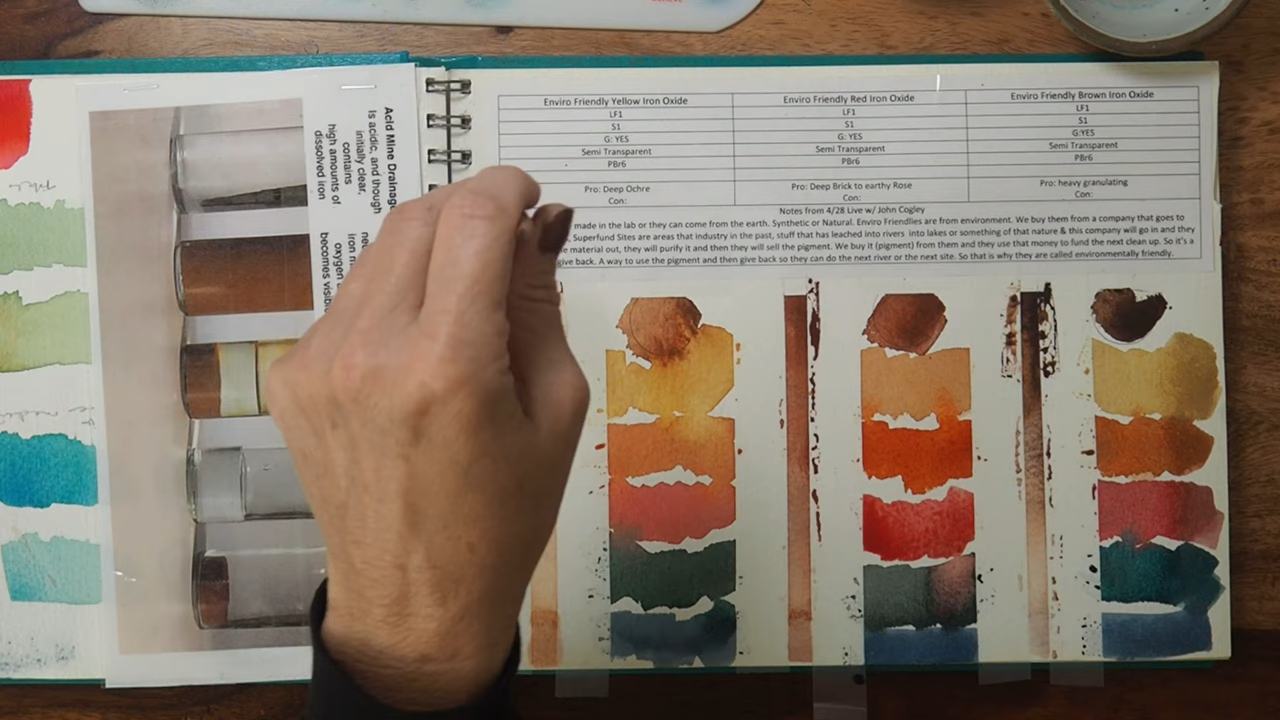 Acid Mine Drainage
Is acidic, and though
initially clear,
contains
high amounts of
dissolved iron
oxygen
becomes
Enviro Friendly Yellow Iron Oxide
LF1
S1
G: YES
Semi Transparent
PBr6
Pro: Deep Ochre
Con:
Enviro Friendly Red Iron Oxide
LF1
S1
G: YES
Semi Transparent
PBr6
Pro: Deep Brick to earthy Rose
Con:
Enviro Friendly Brown Iron Oxide
LF1
S1
G:YES
Semi Transparent
PBr6
Pro: heavy granulating
Con:
Notes from 4/28 Live w/ John Cogley
made in the lab or they can come from the earth. Synthetic or Natural. Enviro Friendlies are from environment. We buy them from a company that goes to
Superfund Sites are areas that industry in the past, stuff that has leached into rivers into lakes or something of that nature & this company will go in and they
material out, they will purify it and then they will sell the pigment. We buy it (pigment) from them and they use that money to fund the next clean up. So it's a
give back. A way to use the pigment and then give back so they can do the next river or the next site. So that is why they are called environmentally friendly.